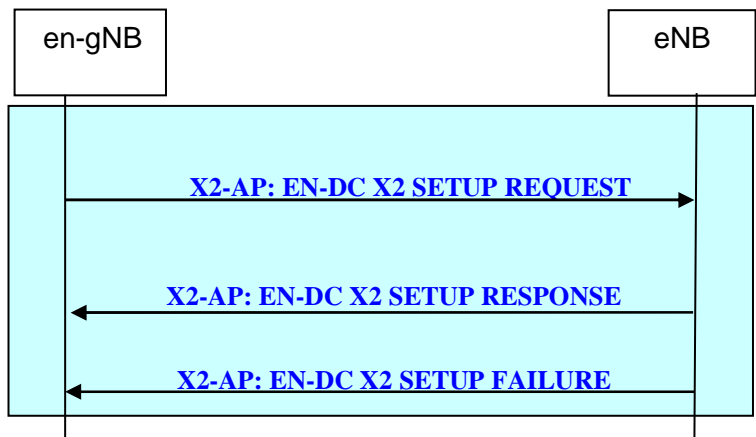 en-gNB
eNB
X2-AP: EN-DC X2 SETUP REQUEST
X2-AP: EN-DC X2 SETUP RESPONSE
X2-AP: EN-DC X2 SETUP FAILURE